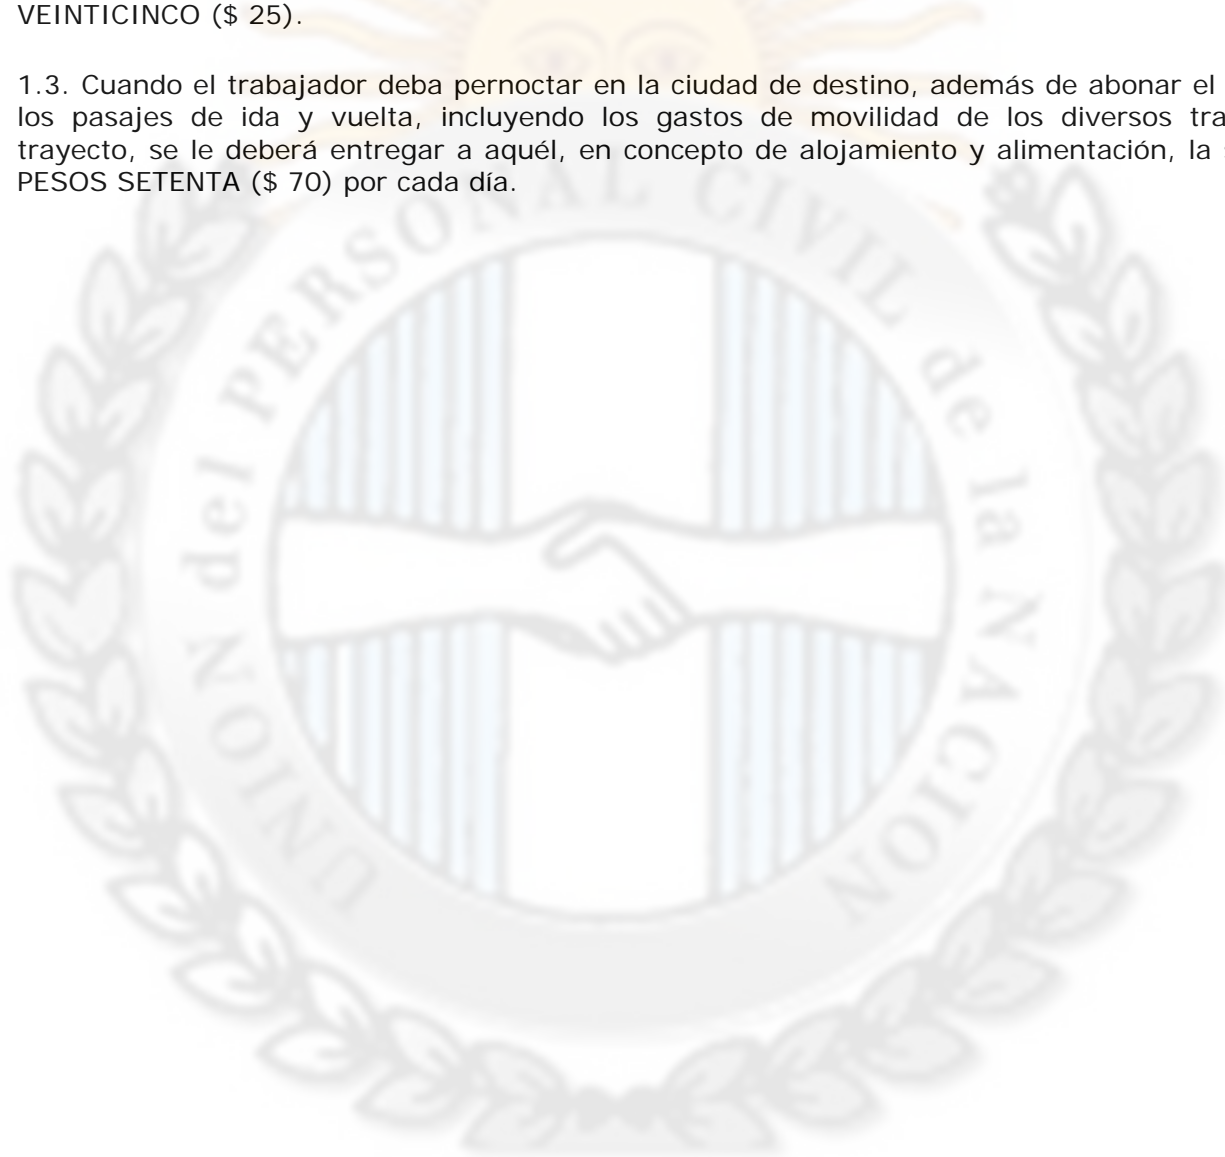 VEINTICINCO ($ 25).
1.3. Cuando el trabajador deba pernoctar en la ciudad de destino, además de abonar el
los pasajes de ida y vuelta, incluyendo los gastos de movilidad de los diversos
trayecto, se le deberá entregar a aquél, en concepto de alojamiento y alimentación, la
PESOS SETENTA ($ 70) por cada día.
UNION del PERSONAL CIVIL de la NACION